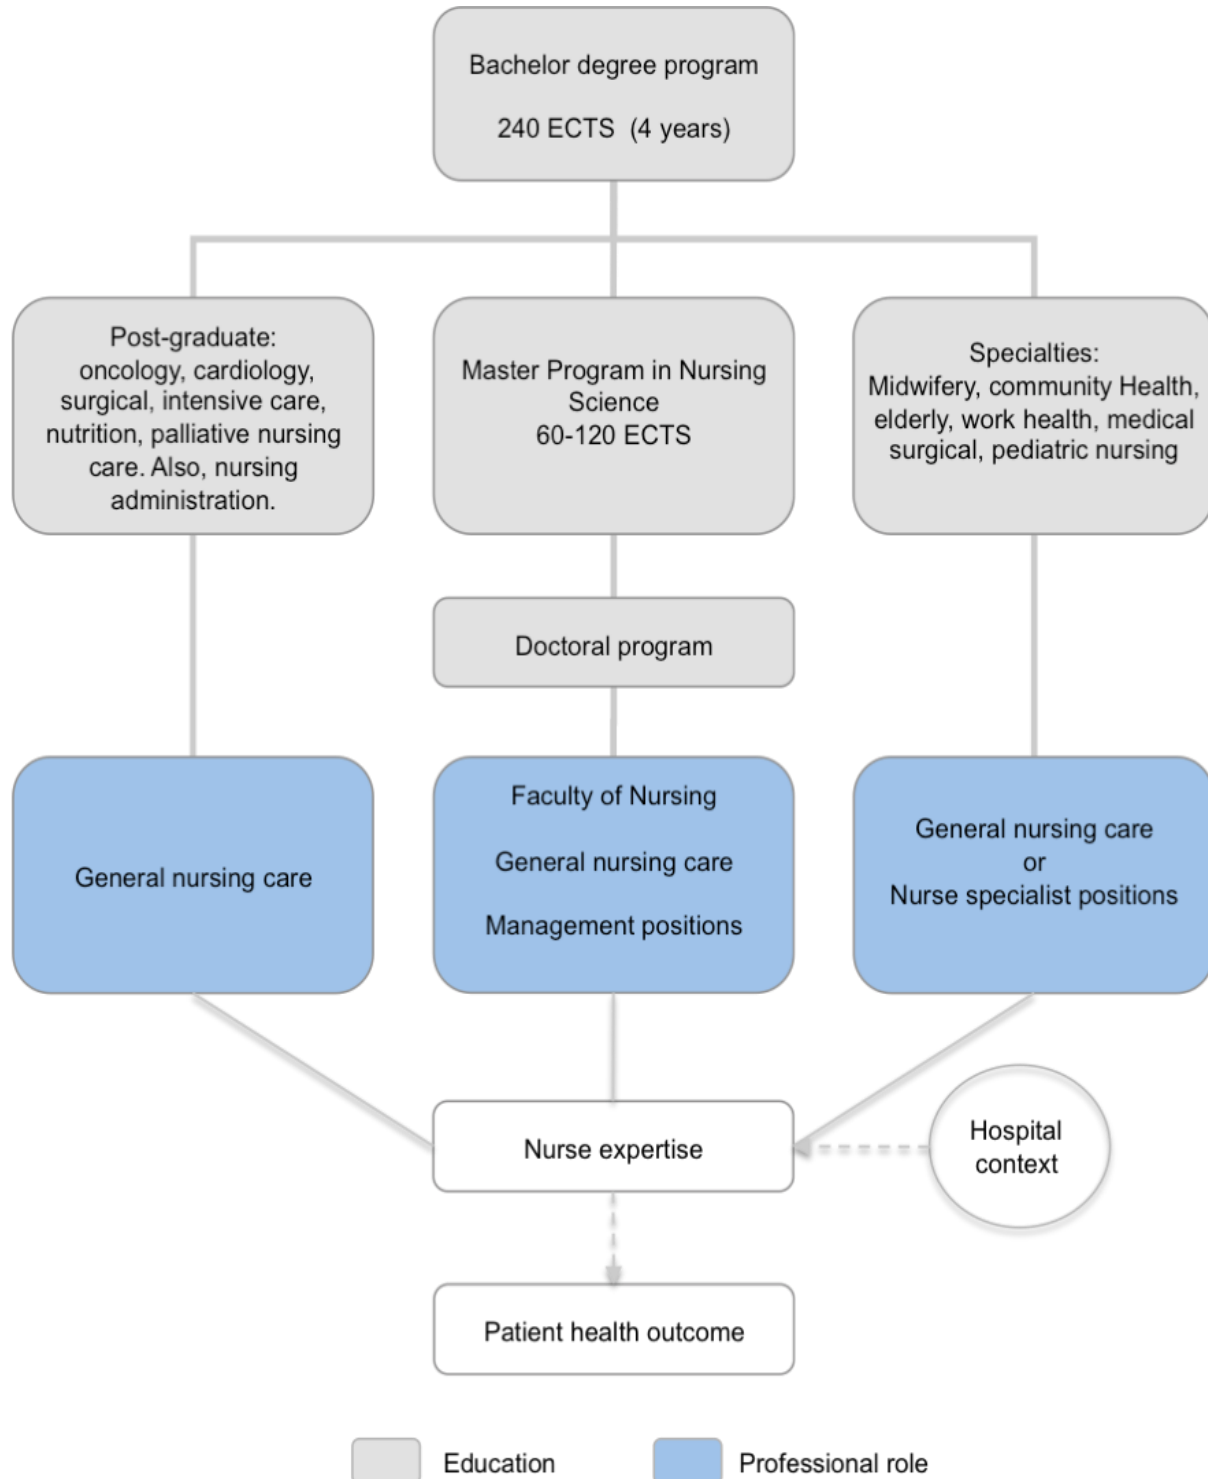 Bachelor degree program
240 ECTS  (4 years)
Post-graduate:
oncology, cardiology,
surgical, intensive care,
nutrition, palliative nursing
care. Also, nursing
administration.
Master Program in Nursing
Science
60-120 ECTS
Specialties:
Midwifery, community Health,
elderly, work health, medical
surgical, pediatric nursing
Doctoral program
General nursing care
Faculty of Nursing
General nursing care
Management positions
General nursing care
or
Nurse specialist positions
Nurse expertise
Hospital
context
Patient health outcome
Education
Professional role